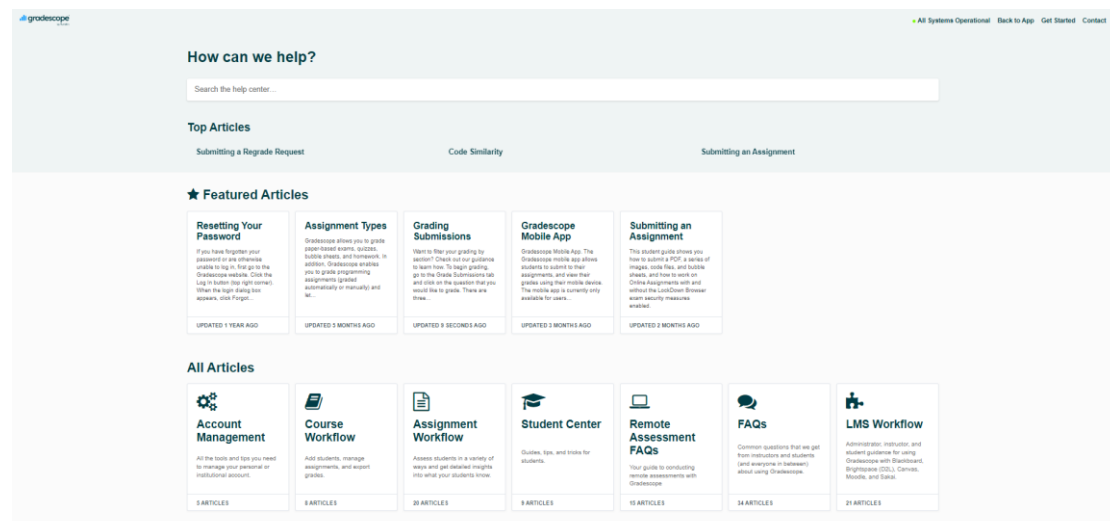 gradescope
All Systems Operational Back to App Get Started Contact
How can we help?
Search the help center...
Top Articles
Submitting a Regrade Request Code Similarity Submitting an Assignment
Featured Articles
Resetting Your
Password
If you have forgotten your
password or are otherwise
unable to log in, first go to the
Gradescope website. Click the
Log In button (top right corner).
When the login dialog box
appears, click Forgot...
UPDATED 1 YEAR AGO
Assignment Types
Gradescope allows you to grade
paper-based exams, quizzes,
bubble sheets, and homework. In
addition, Gradescope enables
you to grade programming
assignments (graded
automatically or manually) and
let...
UPDATED 5 MONTHS AGO
Grading
Submissions
Want to filter your grading by
section? Check out our guidance
to learn how. To begin grading,
go to the Grade Submissions tab
and click on the question that you
would like to grade. There are
three...
UPDATED 9 SECONDS AGO
Gradescope
Mobile App
Gradescope Mobile App. The
Gradescope mobile app allows
students to submit to their
assignments, and view their
grades using their mobile device.
The mobile app is currently only
available for users...
UPDATED 3 MONTHS AGO
Submitting an
Assignment
This student guide shows you
how to submit a PDF, a series of
images, code files, and bubble
sheets, and how to work on
Online Assignments with and
without the LockDown Browser
exam security measures
enabled.
UPDATED 2 MONTHS AGO
All Articles
Account
Management
All the tools and tips you need
to manage your personal or
institutional account.
5 ARTICLES
Course
Workflow
Add students, manage
assignments, and export
grades.
8 ARTICLES
Assignment
Workflow
Assess students in a variety of
ways and get detailed insights
into what your students know.
20 ARTICLES
Student Center
Guides, tips, and tricks for
students.
9 ARTICLES
Remote
Assessment
FAQs
Your guide to conducting
remote assessments with
Gradescope
15 ARTICLES
FAQs
Common questions that we get
from instructors and students
(and everyone in between)
about using Gradescope.
34 ARTICLES
LMS Workflow
Administrator, instructor, and
student guidance for using
Gradescope with Blackboard,
Brightspace (D2L), Canvas,
Moodle, and Sakai.
21 ARTICLES